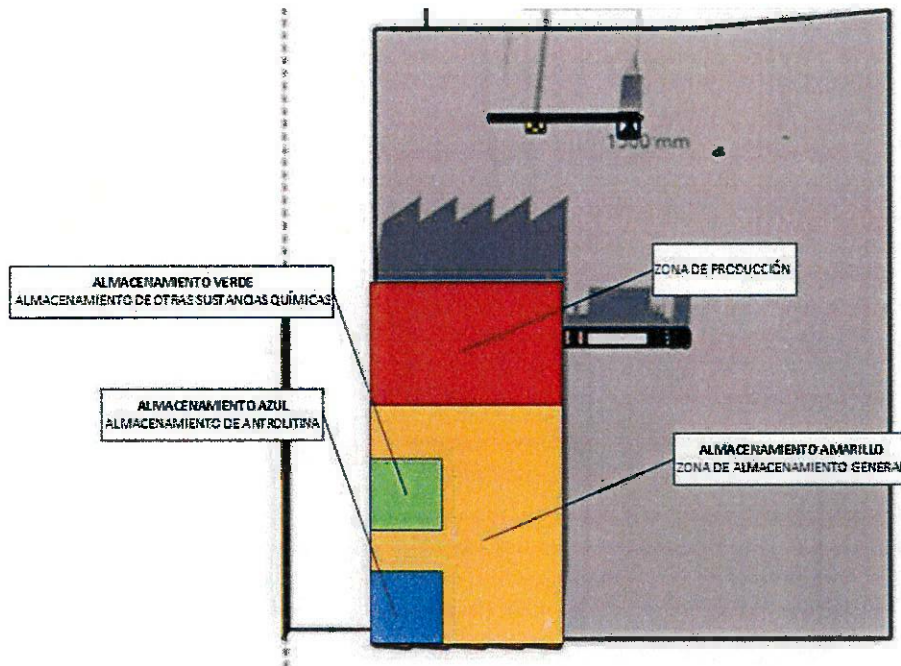 1500 mm
ZONA DE PRODUCCIÓN
ALMACENAMIENTO VERDE
ALMACENAMIENTO DE OTRAS SUSTANCIAS QUÍMICAS
ALMACENAMIENTO AZUL
ALMACENAMIENTO DE ANTROLITINA
ALMACENAMIENTO AMARILLO
ZONA DE ALMACENAMIENTO GENERAL